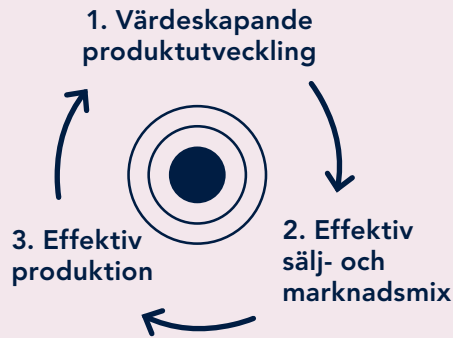 1. Värdeskapande
produktutveckling
2. Effektiv
sälj- och
marknadsmix
3. Effektiv
produktion